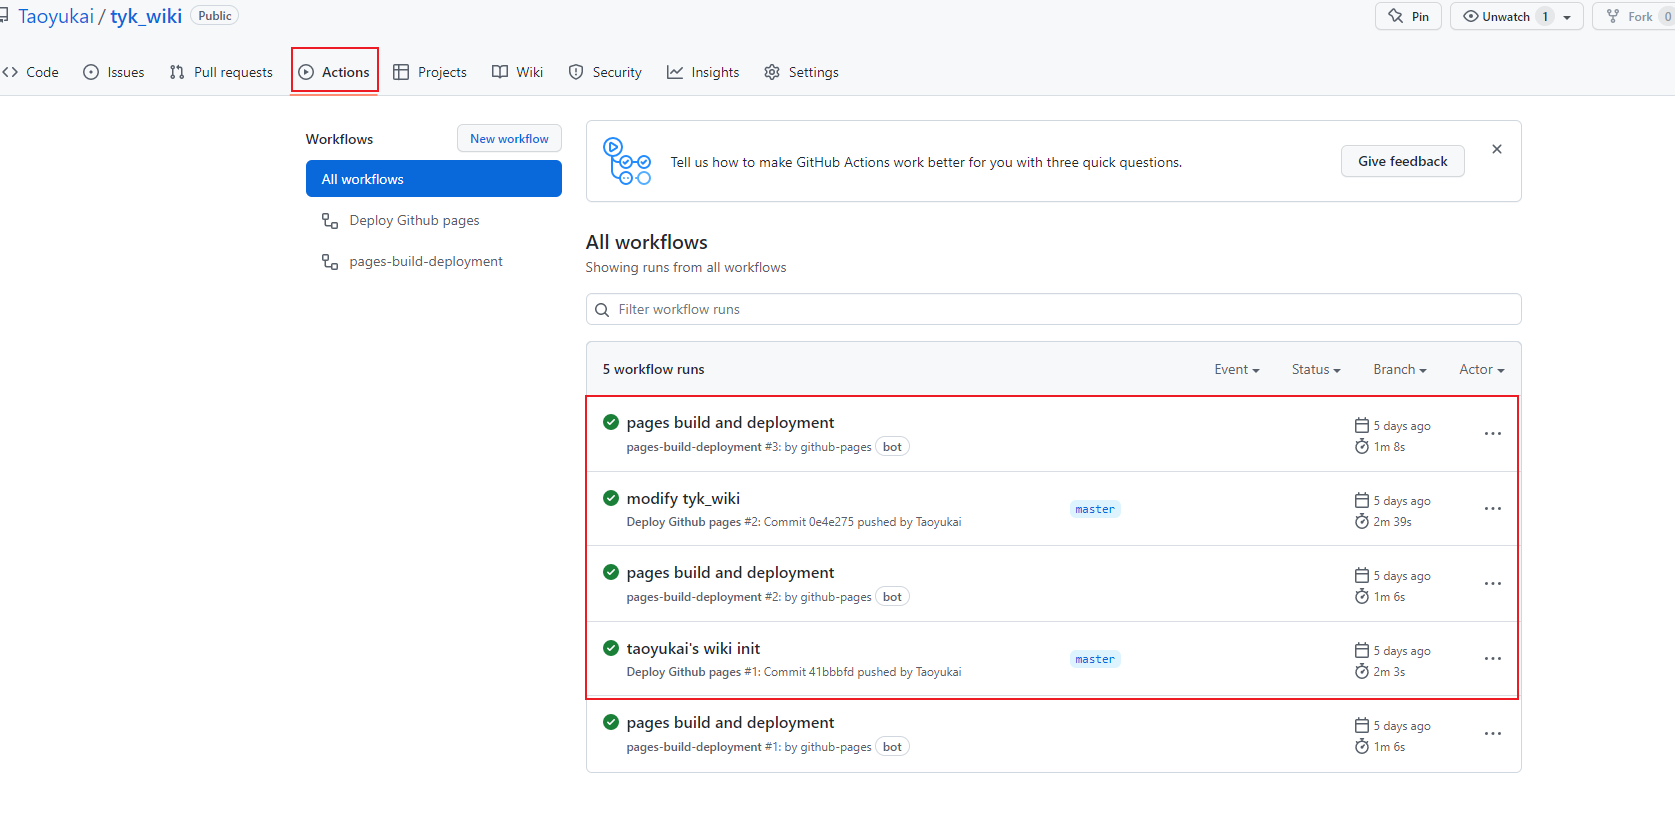 Taoyukai / tyk_wiki Public Pin Unwatch 1 Fork 0
Code Issues Pull requests Actions Projects Wiki Security Insights Settings
Workflows New workflow
All workflows
Deploy Github pages
pages-build-deployment
Tell us how to make GitHub Actions work better for you with three quick questions. Give feedback
All workflows
Showing runs from all workflows
Filter workflow runs
5 workflow runs Event Status Branch Actor
pages build and deployment
pages-build-deployment #3: by github-pages bot
5 days ago
1m 8s
modify tyk_wiki
Deploy Github pages #2: Commit 0e4e275 pushed by Taoyukai
master
5 days ago
2m 39s
pages build and deployment
pages-build-deployment #2: by github-pages bot
5 days ago
1m 6s
taoyukai's wiki init
Deploy Github pages #1: Commit 41bbbfd pushed by Taoyukai
master
5 days ago
2m 3s
pages build and deployment
pages-build-deployment #1: by github-pages bot
5 days ago
1m 6s